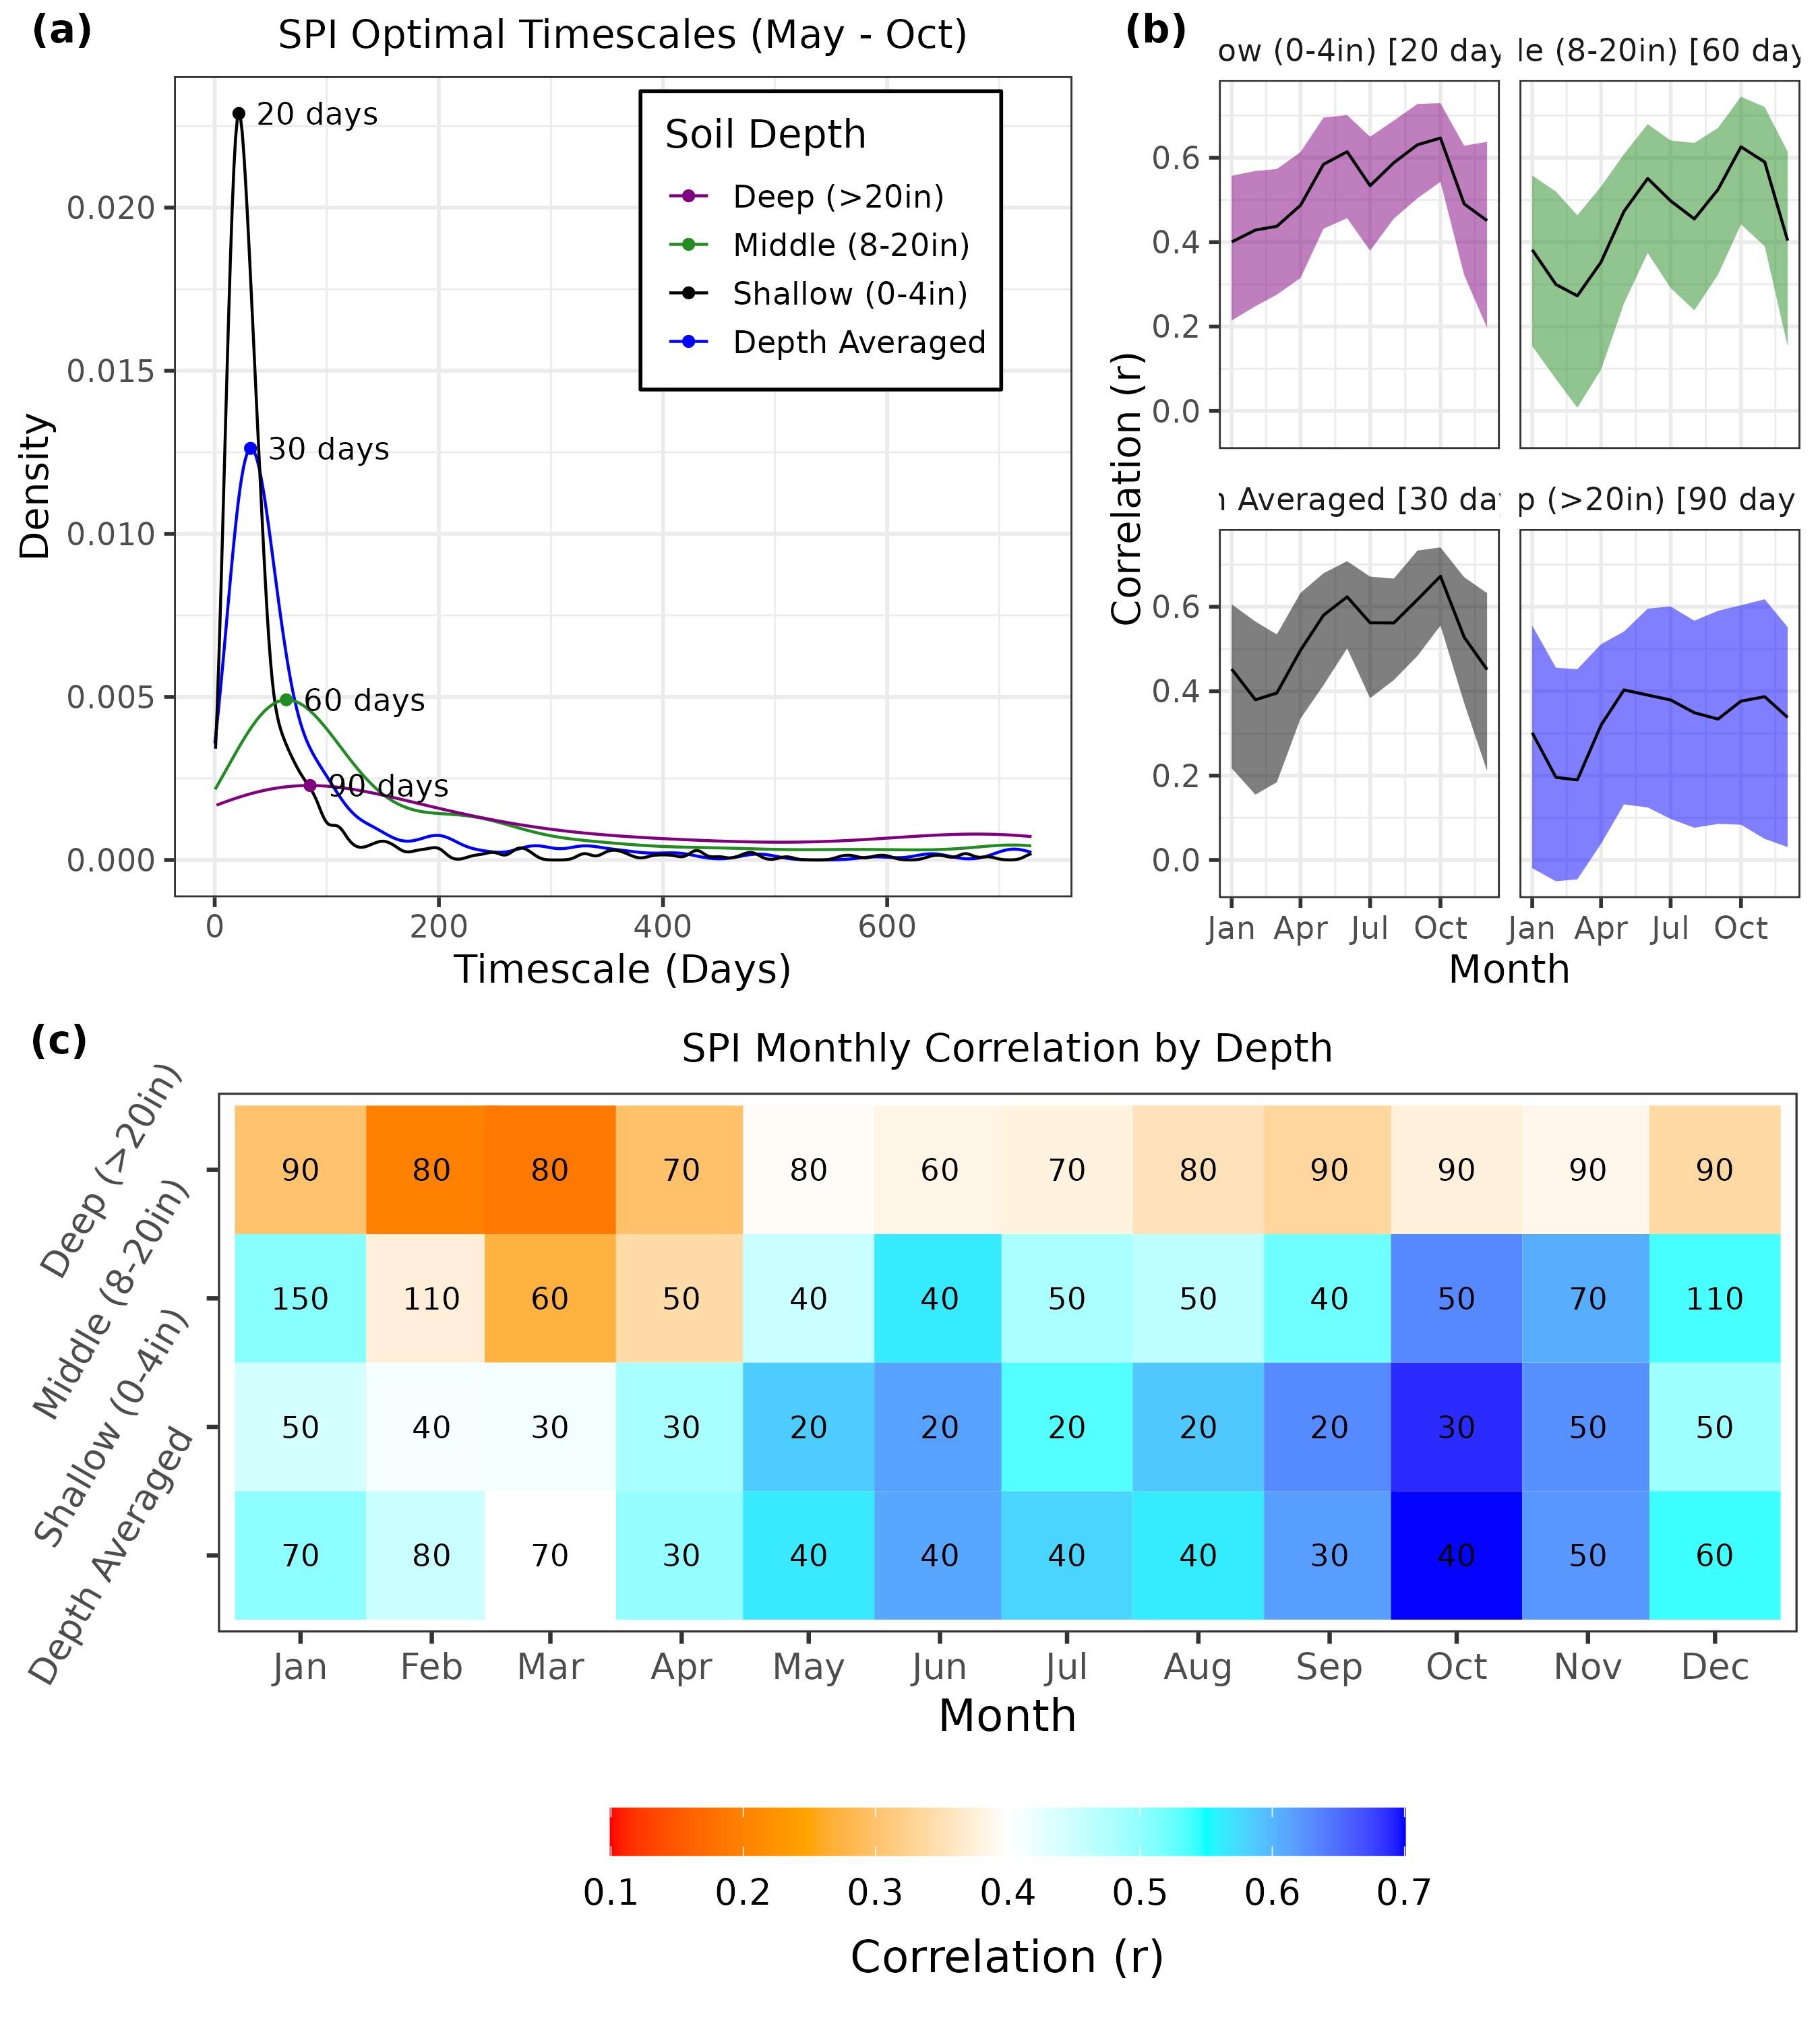 (a)
SPI Optimal Timescales (May - Oct)
Density
0.020
0.015
0.010
0.005
0.000
20 days
30 days
60 days
90 days
Soil Depth
Deep (>20in)
Middle (8-20in)
Shallow (0-4in)
Depth Averaged
0 200 400 600
Timescale (Days)
(b)
ow (0-4in) [20 day
le (8-20in) [60 day
Correlation (r)
0.6
0.4
0.2
0.0
Averaged [30 day
p (>20in) [90 day
0.6
0.4
0.2
0.0
Jan Apr Jul Oct
Jan Apr Jul Oct
Month
(c)
SPI Monthly Correlation by Depth
Deep (>20in)
90 80 80 70 80 60 70 80 90 90 90 90
Middle (8-20in)
150 110 60 50 40 40 50 50 40 50 70 110
Shallow (0-4in)
50 40 30 30 20 20 20 20 20 30 50 50
Depth Averaged
70 80 70 30 40 40 40 40 30 40 50 60
Jan Feb Mar Apr May Jun Jul Aug Sep Oct Nov Dec
Month
0.1 0.2 0.3 0.4 0.5 0.6 0.7
Correlation (r)